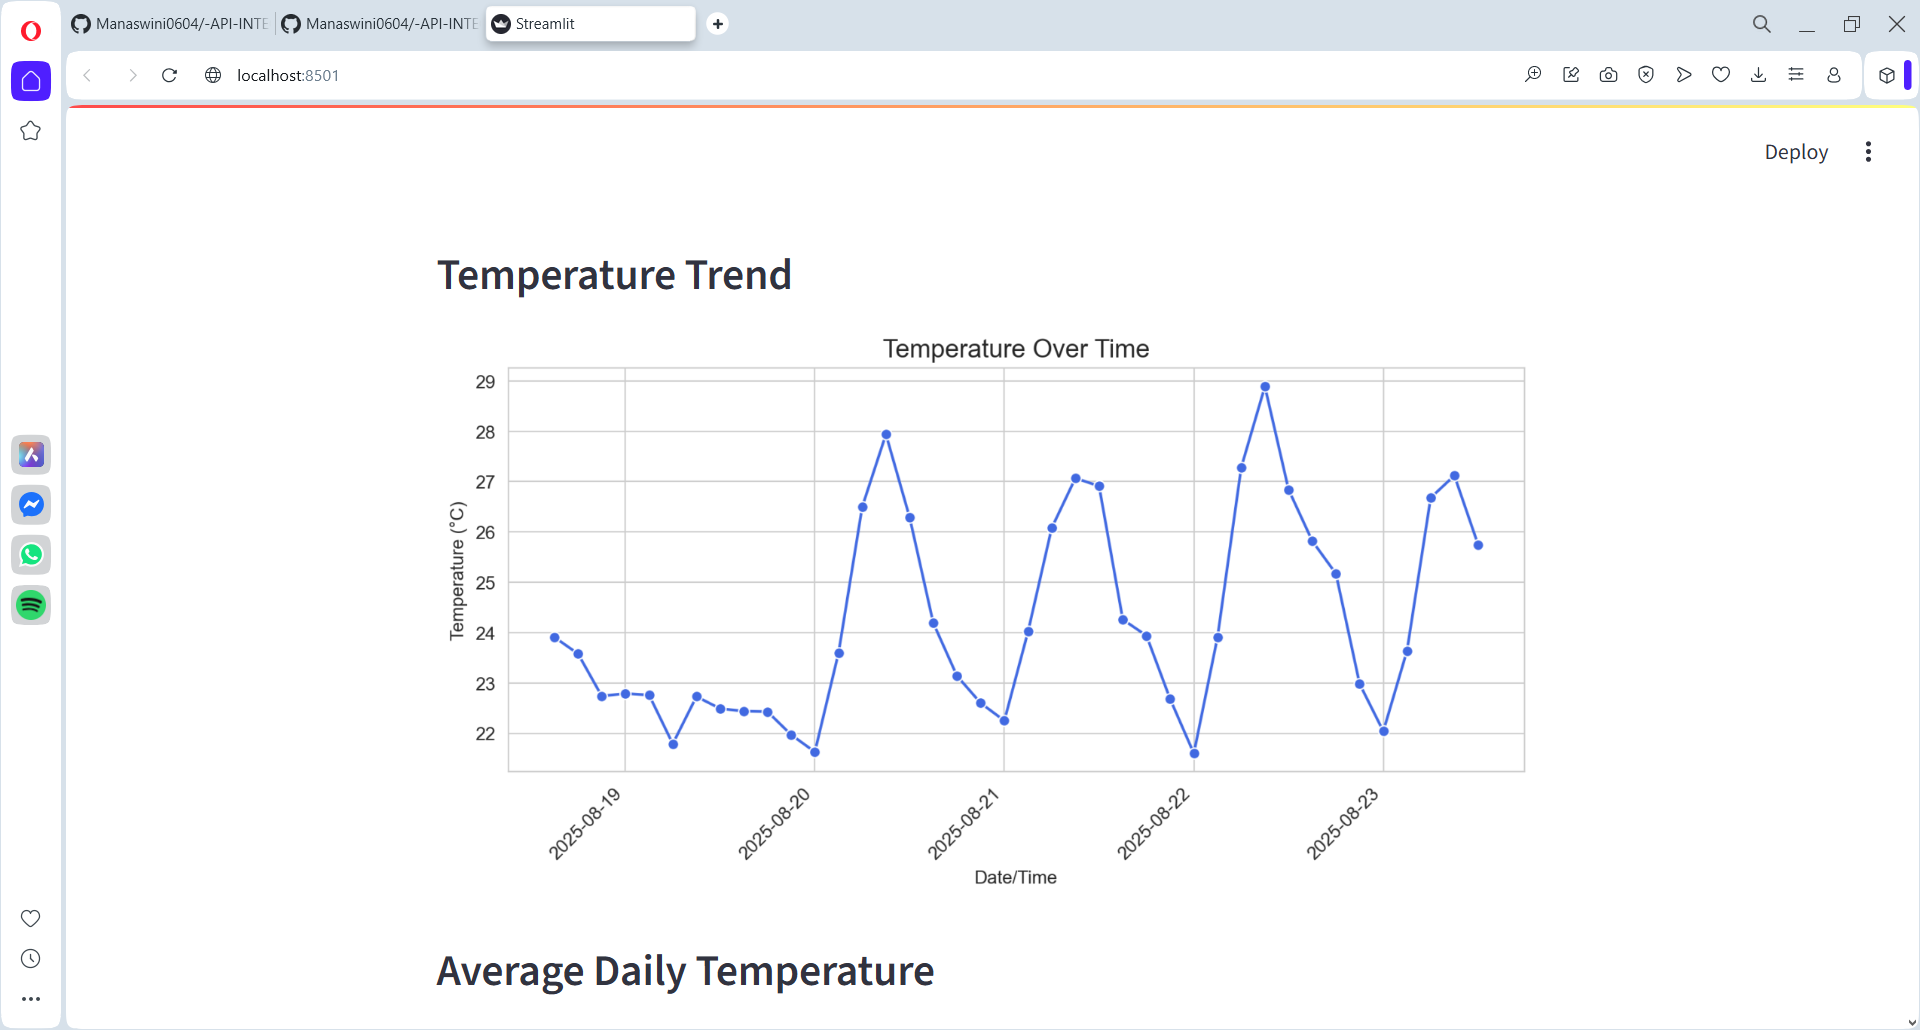 Manaswini0604/-API-INTE
Manaswini0604/-API-INTE
Streamlit
localhost:8501
Deploy
Temperature Trend
Temperature Over Time
29
28
27
26
25
24
23
22
Temperature (°C)
2025-08-19
2025-08-20
2025-08-21
2025-08-22
2025-08-23
Date/Time
Average Daily Temperature